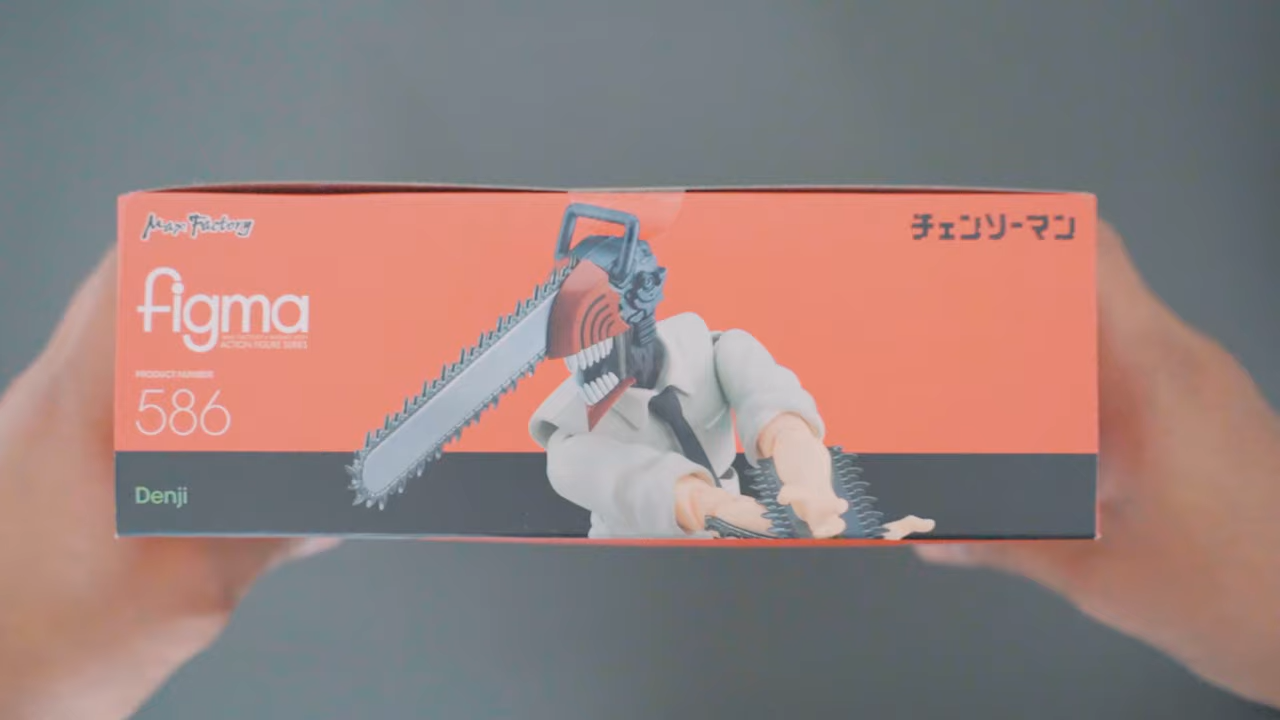 Max Factory
チェンソーマン
figma
ACTION FIGURE SERIES
PRODUCT NUMBER
586
Denji